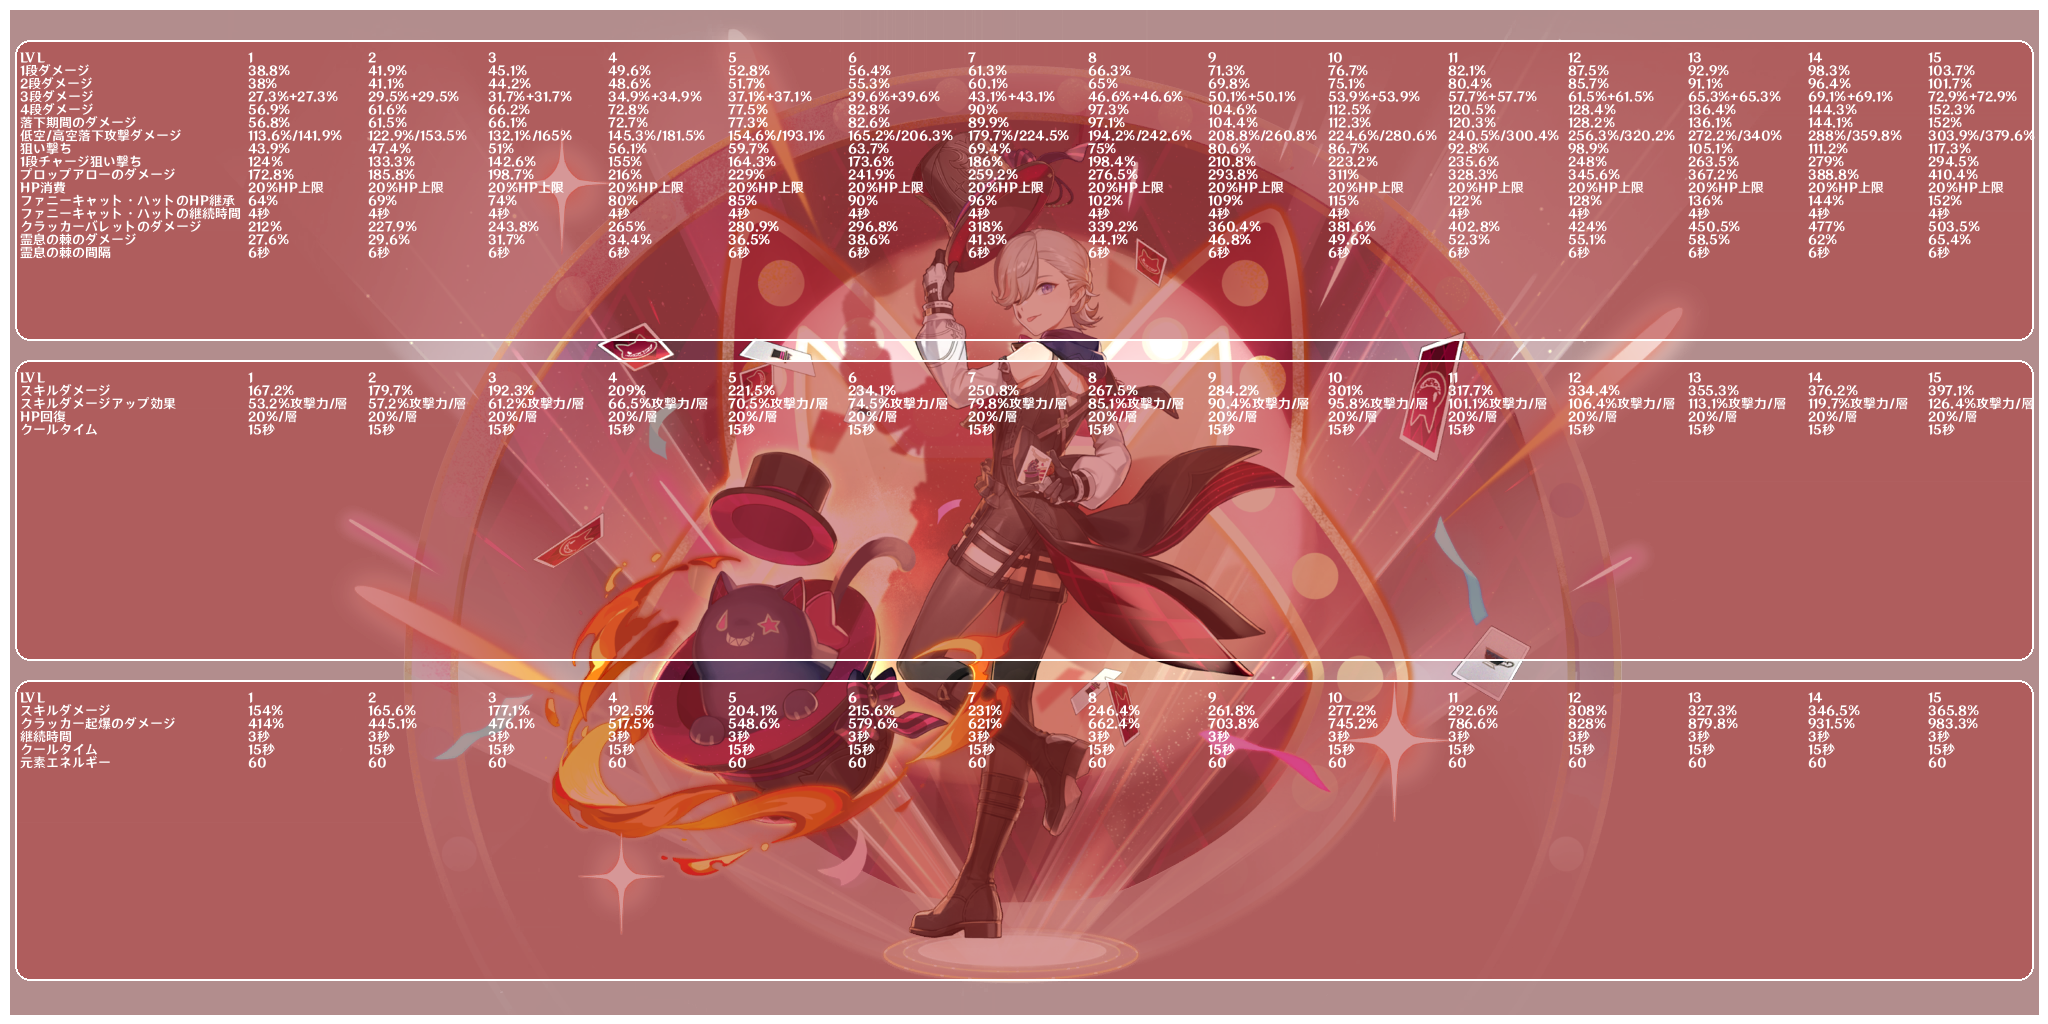 LVL 1 2 3 4 5 6 7 8 9 10 11 12 13 14 15
1段ダメージ 38.8% 41.9% 45.1% 49.6% 52.8% 56.4% 61.3% 66.3% 71.3% 76.7% 82.1% 87.5% 92.9% 98.3% 103.7%
2段ダメージ 38% 41.1% 44.2% 48.6% 51.7% 55.3% 60.1% 65% 69.8% 75.1% 80.4% 85.7% 91.1% 96.4% 101.7%
3段ダメージ 27.3%+27.3% 29.5%+29.5% 31.7%+31.7% 34.9%+34.9% 37.1%+37.1% 39.6%+39.6% 43.1%+43.1% 46.6%+46.6% 50.1%+50.1% 53.9%+53.9% 57.7%+57.7% 61.5%+61.5% 65.3%+65.3% 69.1%+69.1% 72.9%+72.9%
4段ダメージ 56.9% 61.6% 66.2% 72.8% 77.5% 82.8% 90% 97.3% 104.6% 112.5% 120.5% 128.4% 136.4% 144.3% 152.3%
落下期間のダメージ 56.8% 61.5% 66.1% 72.7% 77.3% 82.6% 89.9% 97.1% 104.4% 112.3% 120.3% 128.2% 136.1% 144.1% 152%
低空/高空落下攻撃ダメージ 113.6%/141.9% 122.9%/153.5% 132.1%/165% 145.3%/181.5% 154.6%/193.1% 165.2%/206.3% 179.7%/224.5% 194.2%/242.6% 208.8%/260.8% 224.6%/280.6% 240.5%/300.4% 256.3%/320.2% 272.2%/340% 288%/359.8% 303.9%/379.6%
狙い撃ち 43.9% 47.4% 51% 56.1% 59.7% 63.7% 69.4% 75% 80.6% 86.7% 92.8% 98.9% 105.1% 111.2% 117.3%
1段チャージ狙い撃ち 124% 133.3% 142.6% 155% 164.3% 173.6% 186% 198.4% 210.8% 223.2% 235.6% 248% 263.5% 279% 294.5%
プロップアローのダメージ 172.8% 185.8% 198.7% 216% 229% 241.9% 259.2% 276.5% 293.8% 311% 328.3% 345.6% 367.2% 388.8% 410.4%
HP消費 20%HP上限 20%HP上限 20%HP上限 20%HP上限 20%HP上限 20%HP上限 20%HP上限 20%HP上限 20%HP上限 20%HP上限 20%HP上限 20%HP上限 20%HP上限 20%HP上限 20%HP上限
ファニーキャット・ハットのHP継承 64% 69% 74% 80% 85% 90% 96% 102% 109% 115% 122% 128% 136% 144% 152%
ファニーキャット・ハットの継続時間 4秒 4秒 4秒 4秒 4秒 4秒 4秒 4秒 4秒 4秒 4秒 4秒 4秒 4秒 4秒
クラッカーバレットのダメージ 212% 227.9% 243.8% 265% 280.9% 296.8% 318% 339.2% 360.4% 381.6% 402.8% 424% 450.5% 477% 503.5%
霊息の棘のダメージ 27.6% 29.6% 31.7% 34.4% 36.5% 38.6% 41.3% 44.1% 46.8% 49.6% 52.3% 55.1% 58.5% 62% 65.4%
霊息の棘の間隔 6秒 6秒 6秒 6秒 6秒 6秒 6秒 6秒 6秒 6秒 6秒 6秒 6秒 6秒 6秒
LVL 1 2 3 4 5 6 7 8 9 10 11 12 13 14 15
スキルダメージ 167.2% 179.7% 192.3% 209% 221.5% 234.1% 250.8% 267.5% 284.2% 301% 317.7% 334.4% 355.3% 376.2% 397.1%
スキルダメージアップ効果 53.2%攻撃力/層 57.2%攻撃力/層 61.2%攻撃力/層 66.5%攻撃力/層 70.5%攻撃力/層 74.5%攻撃力/層 79.8%攻撃力/層 85.1%攻撃力/層 90.4%攻撃力/層 95.8%攻撃力/層 101.1%攻撃力/層 106.4%攻撃力/層 113.1%攻撃力/層 119.7%攻撃力/層 126.4%攻撃力/層
HP回復 20%/層 20%/層 20%/層 20%/層 20%/層 20%/層 20%/層 20%/層 20%/層 20%/層 20%/層 20%/層 20%/層 20%/層 20%/層
クールタイム 15秒 15秒 15秒 15秒 15秒 15秒 15秒 15秒 15秒 15秒 15秒 15秒 15秒 15秒 15秒
LVL 1 2 3 4 5 6 7 8 9 10 11 12 13 14 15
スキルダメージ 154% 165.6% 177.1% 192.5% 204.1% 215.6% 231% 246.4% 261.8% 277.2% 292.6% 308% 327.3% 346.5% 365.8%
クラッカー起爆のダメージ 414% 445.1% 476.1% 517.5% 548.6% 579.6% 621% 662.4% 703.8% 745.2% 786.6% 828% 879.8% 931.5% 983.3%
継続時間 3秒 3秒 3秒 3秒 3秒 3秒 3秒 3秒 3秒 3秒 3秒 3秒 3秒 3秒 3秒
クールタイム 15秒 15秒 15秒 15秒 15秒 15秒 15秒 15秒 15秒 15秒 15秒 15秒 15秒 15秒 15秒
元素エネルギー 60 60 60 60 60 60 60 60 60 60 60 60 60 60 60